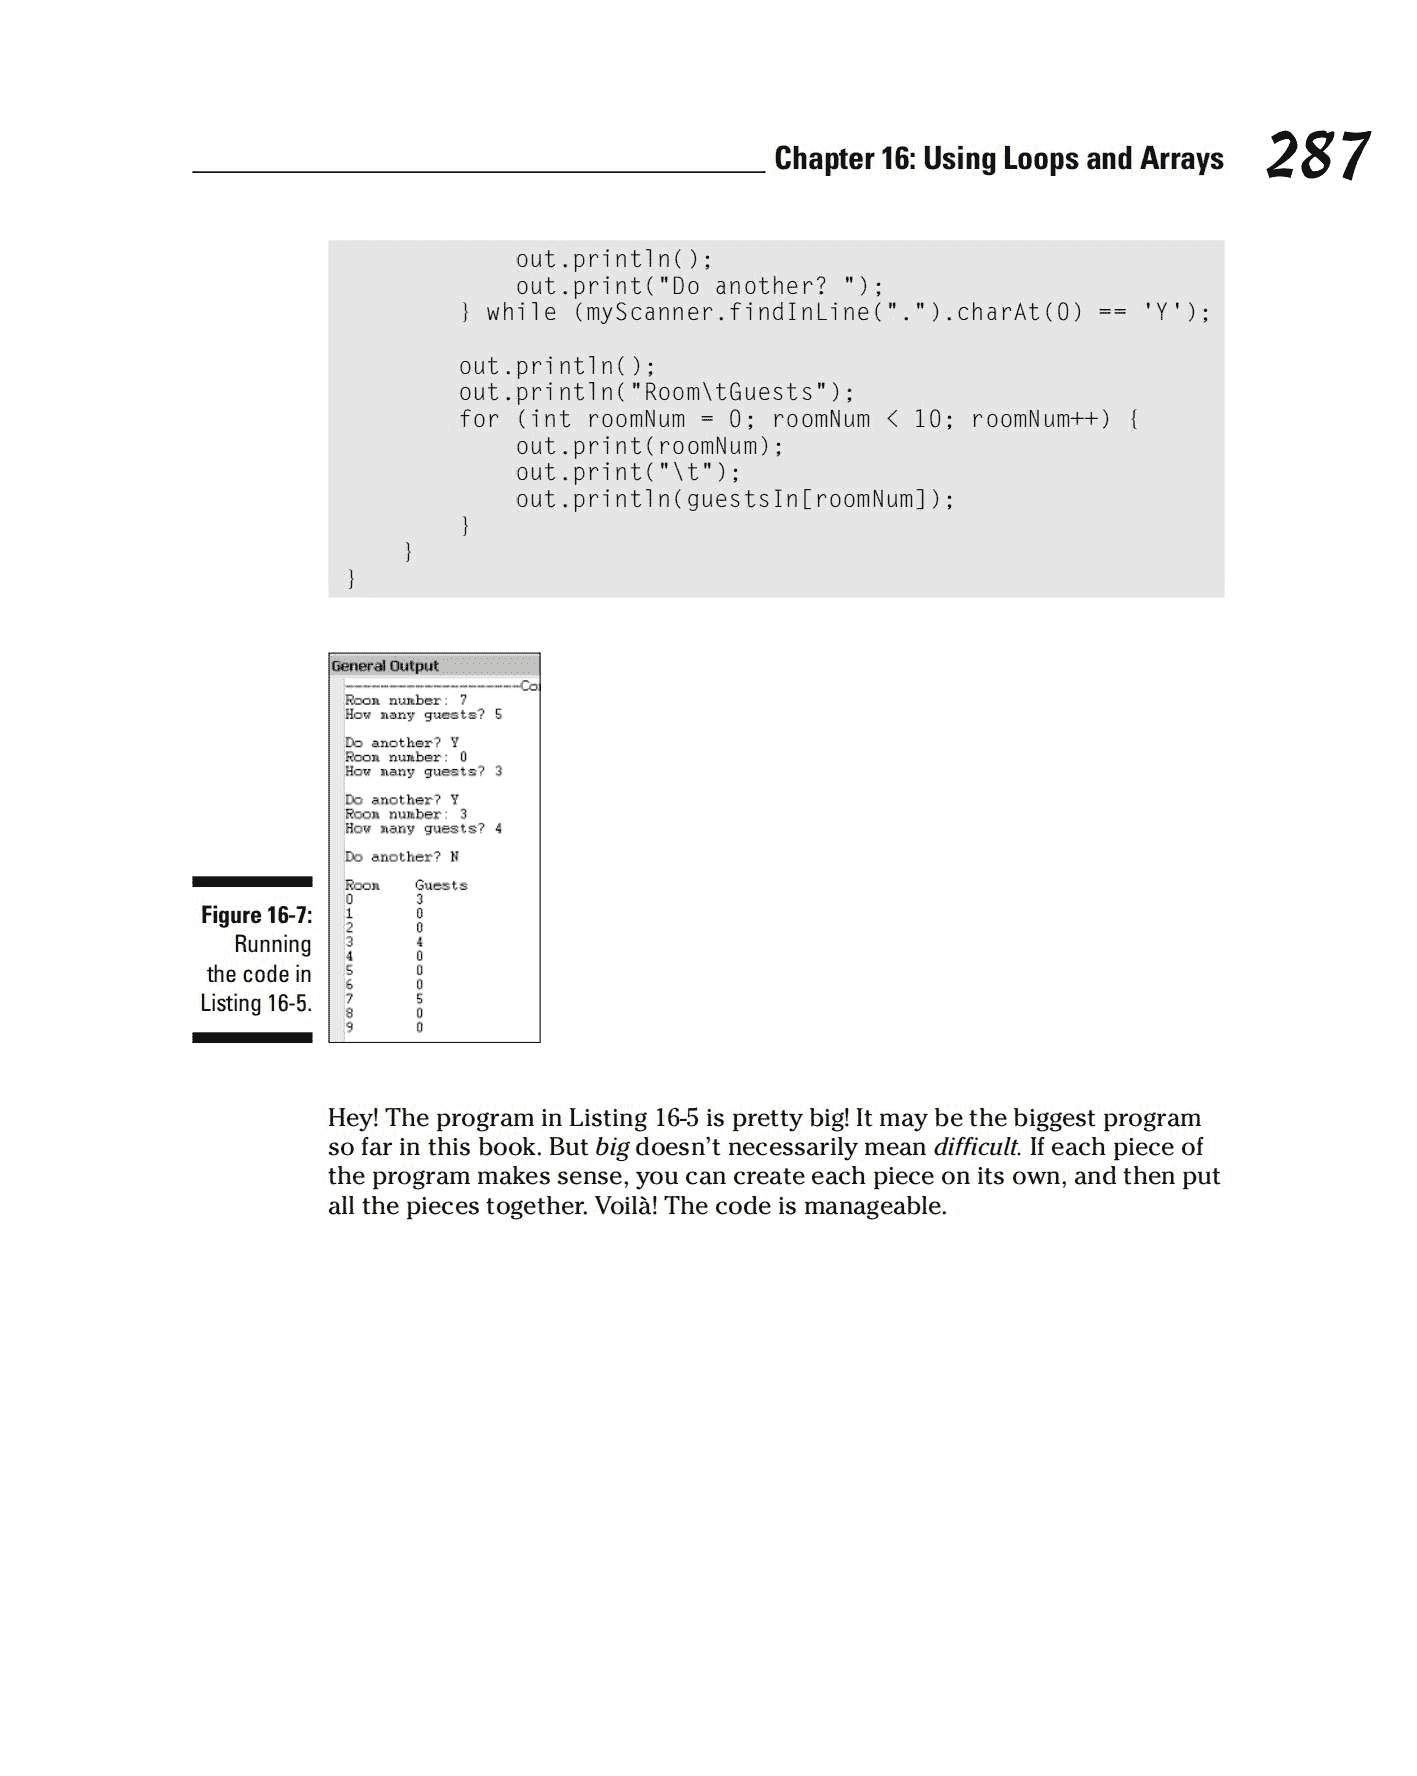 Chapter 16: Using Loops and Arrays 287
out.println();
out.print("Do another? ");
} while (myScanner.findInLine(".").charAt(0) == 'Y');
out.println();
out.println("Room\tGuests");
for (int roomNum = 0; roomNum < 10; roomNum++) {
out.print(roomNum);
out.print("\t");
out.println(guestsIn[roomNum]);
}
}
}
General Output
--------------------Co
Room number: 7
How many guests? 5
Do another? Y
Room number: 0
How many guests? 3
Do another? Y
Room number: 3
How many guests? 4
Do another? N
Room Guests
0 3
1 0
2 0
3 4
4 0
5 0
6 0
7 5
8 0
9 0
Figure 16-7:
Running
the code in
Listing 16-5.
Hey! The program in Listing 16-5 is pretty big! It may be the biggest program
so far in this book. But big doesn't necessarily mean difficult. If each piece of
the program makes sense, you can create each piece on its own, and then put
all the pieces together. Voilà! The code is manageable.